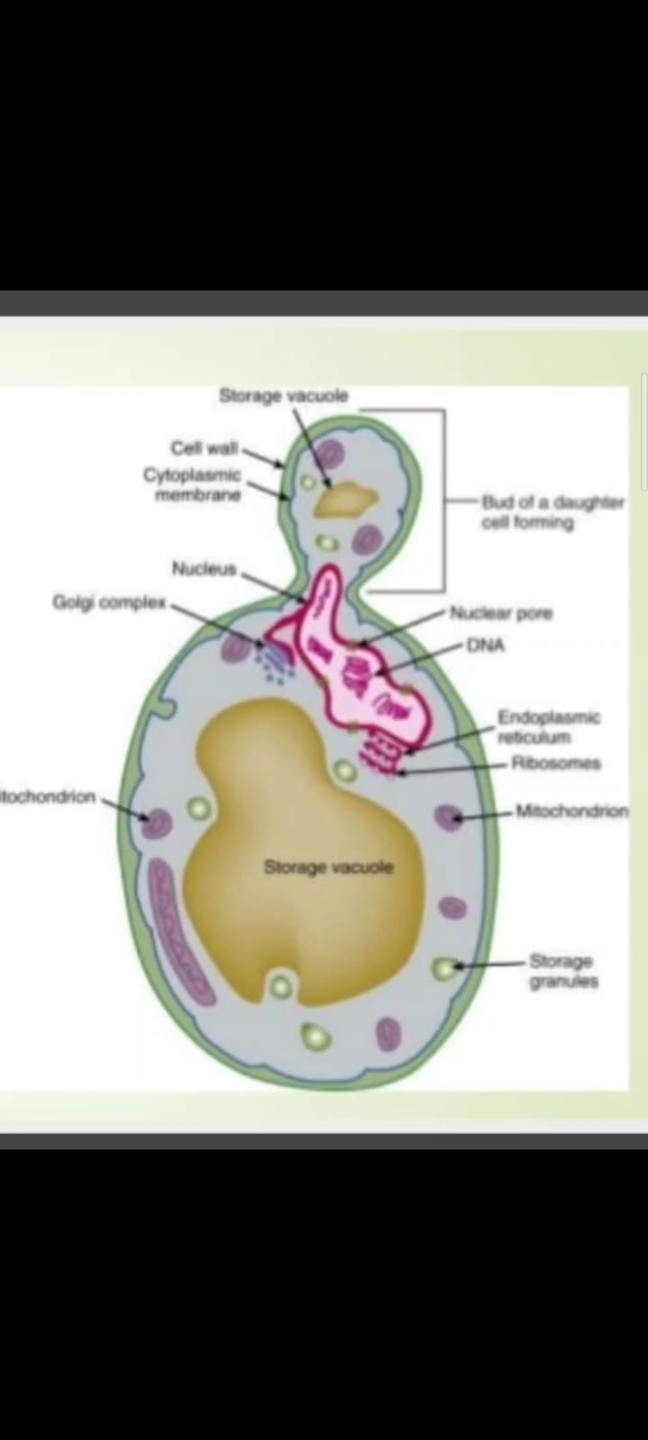 Storage vacuole
Cell wall
Cytoplasmic
membrane
Bud of a daughter
cell forming
Nucleus
Golgi complex
Nuclear pore
DNA
Endoplasmic
reticulum
Ribosomes
itochondrion
Mitochondrion
Storage vacuole
Storage
granules